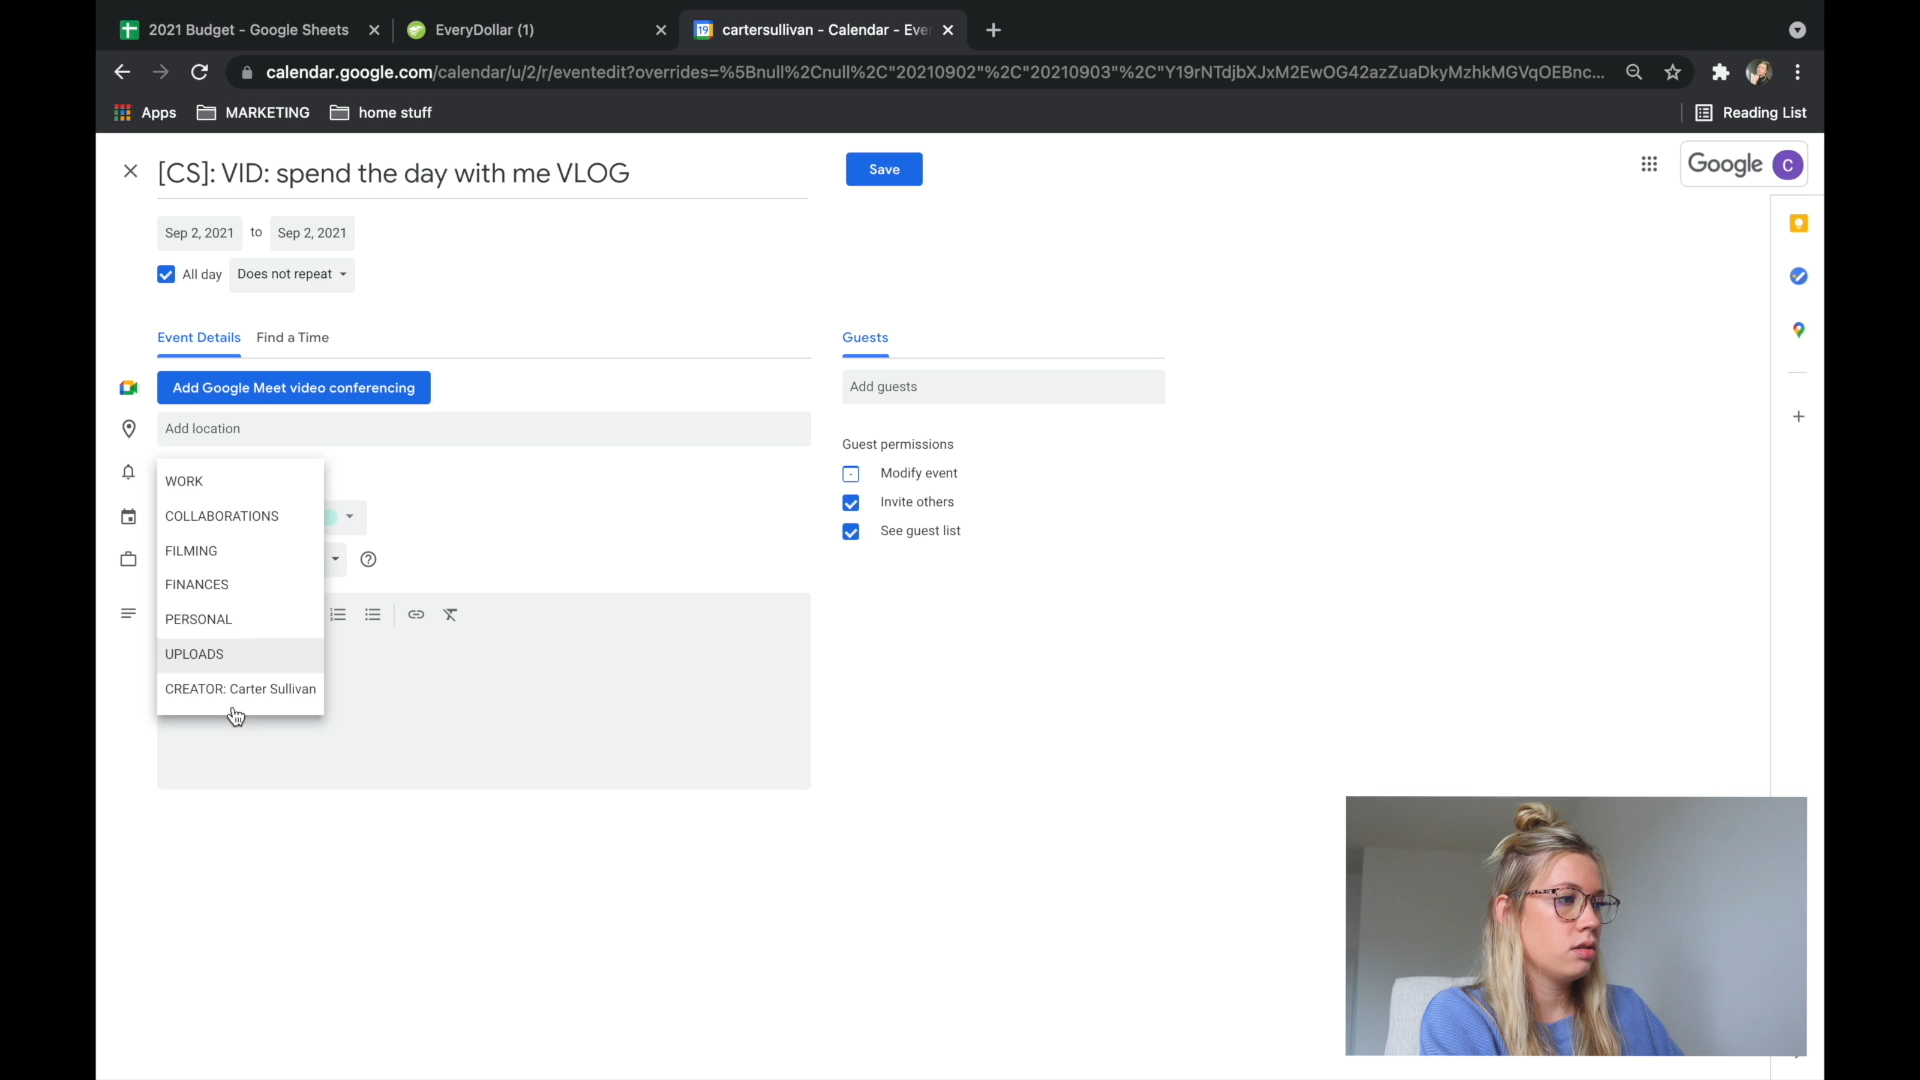 2021 Budget - Google Sheets
EveryDollar (1)
19
cartersullivan - Calendar - Eve
calendar.google.com/calendar/u/2/r/eventedit?overrides=%5Bnull%2Cnull%2C"20210902"%2C"20210903"%2C"Y19rNTdjbXJxM2EwOG42azZuaDkyMzhkMGVqOEBnc...
Apps
MARKETING
home stuff
Reading List
[CS]: VID: spend the day with me VLOG
Save
Google
C
Sep 2, 2021 to Sep 2, 2021
All day
Does not repeat
Event Details
Find a Time
Guests
Add Google Meet video conferencing
Add guests
Add location
Guest permissions
Modify event
Invite others
See guest list
WORK
COLLABORATIONS
FILMING
FINANCES
PERSONAL
UPLOADS
CREATOR: Carter Sullivan